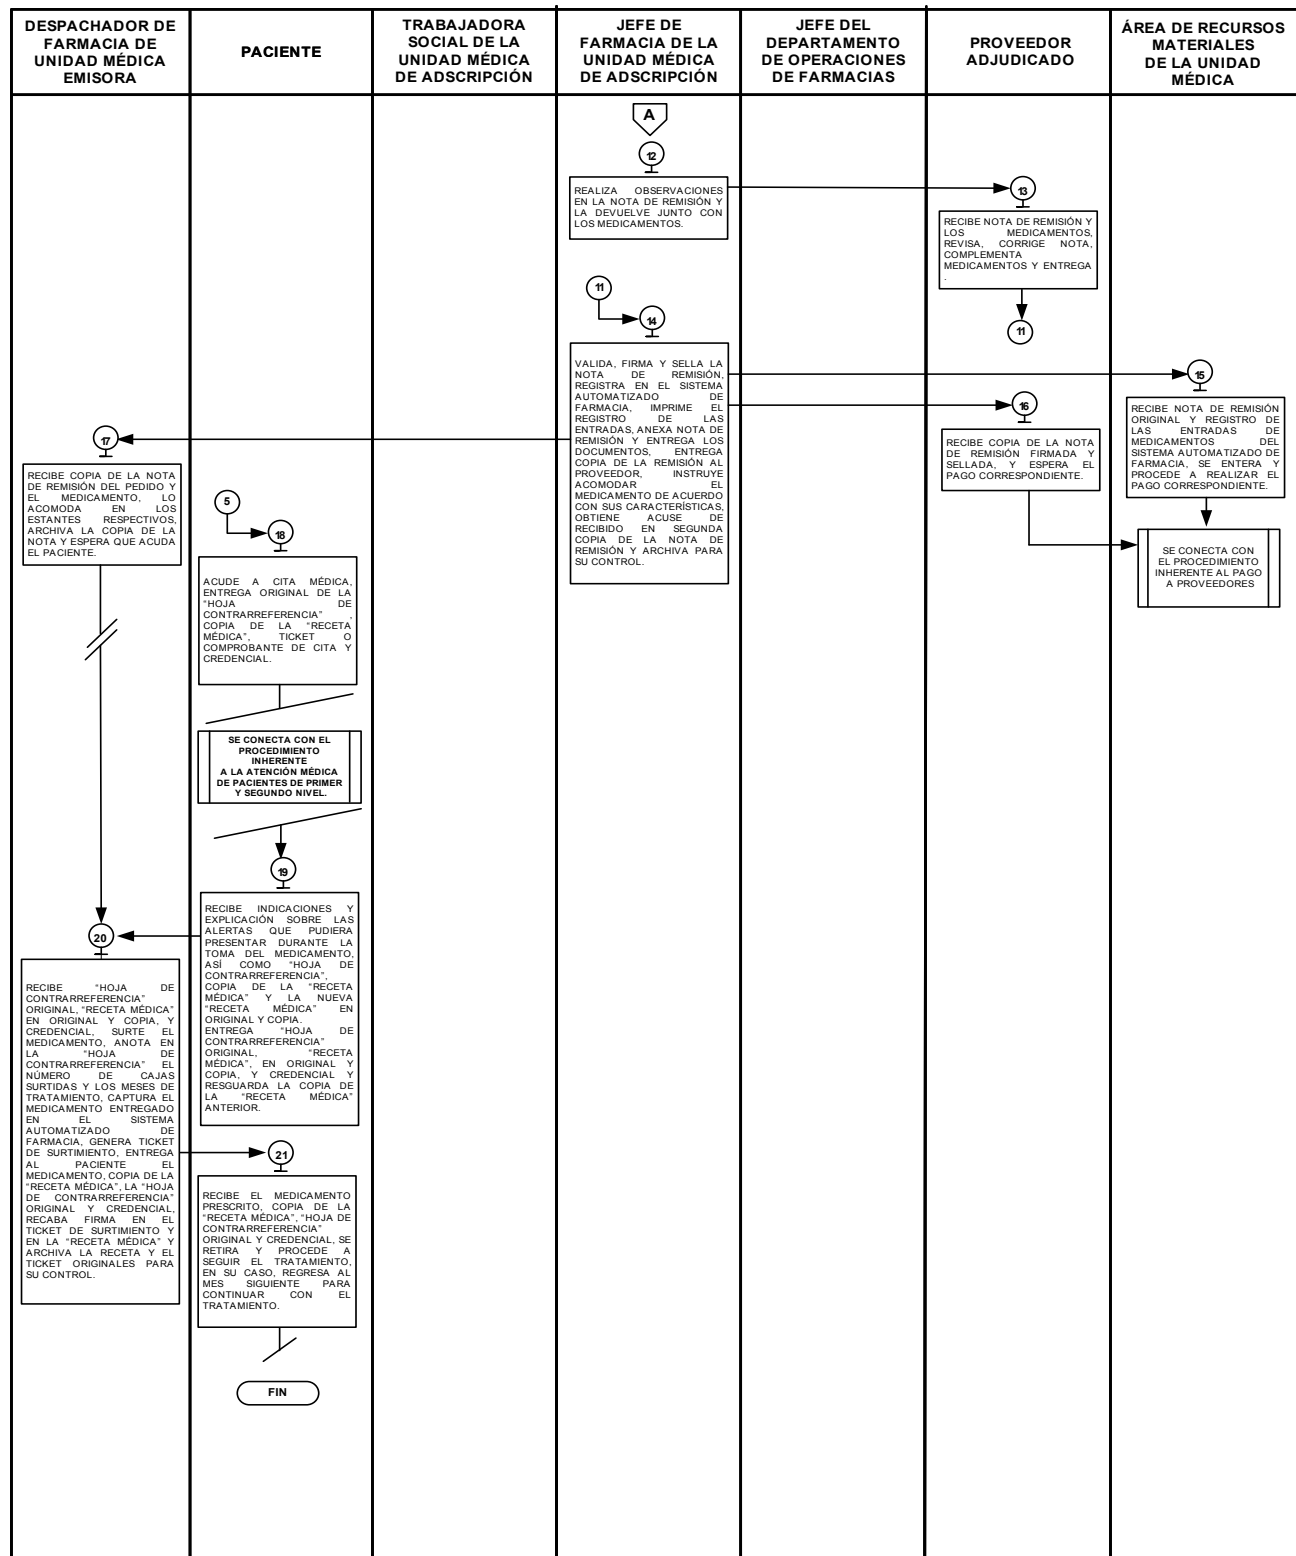 DESPACHADOR DE
FARMACIA DE
UNIDAD MÉDICA
EMISORA
PACIENTE
TRABAJADORA
SOCIAL DE LA
UNIDAD MÉDICA
DE ADSCRIPCIÓN
JEFE DE
FARMACIA DE LA
UNIDAD MÉDICA
DE ADSCRIPCIÓN
JEFE DEL
DEPARTAMENTO
DE OPERACIONES
DE FARMACIAS
PROVEEDOR
ADJUDICADO
ÁREA DE RECURSOS
MATERIALES
DE LA UNIDAD
MÉDICA
A
12
REALIZA OBSERVACIONES
EN LA NOTA DE REMISIÓN Y
LA DEVUELVE JUNTO CON
LOS MEDICAMENTOS.
13
RECIBE NOTA DE REMISIÓN Y
LOS MEDICAMENTOS,
REVISA, CORRIGE NOTA,
COMPLEMENTA
MEDICAMENTOS Y ENTREGA
.
11
11
14
VALIDA, FIRMA Y SELLA LA
NOTA DE REMISIÓN,
REGISTRA EN EL SISTEMA
AUTOMATIZADO DE
FARMACIA, IMPRIME EL
REGISTRO DE LAS
ENTRADAS, ANEXA NOTA DE
REMISIÓN Y ENTREGA LOS
DOCUMENTOS, ENTREGA
COPIA DE LA REMISIÓN AL
PROVEEDOR, INSTRUYE
ACOMODAR EL
MEDICAMENTO DE ACUERDO
CON SUS CARACTERÍSTICAS,
OBTIENE ACUSE DE
RECIBIDO EN SEGUNDA
COPIA DE LA NOTA DE
REMISIÓN Y ARCHIVA PARA
SU CONTROL.
15
RECIBE NOTA DE REMISIÓN
ORIGINAL Y REGISTRO DE
LAS ENTRADAS DE
MEDICAMENTOS DEL
SISTEMA AUTOMATIZADO DE
FARMACIA, SE ENTERA Y
PROCEDE A REALIZAR EL
PAGO CORRESPONDIENTE.
16
RECIBE COPIA DE LA NOTA
DE REMISIÓN FIRMADA Y
SELLADA, Y ESPERA EL
PAGO CORRESPONDIENTE.
SE CONECTA CON
EL PROCEDIMIENTO
INHERENTE AL PAGO
A PROVEEDORES
17
RECIBE COPIA DE LA NOTA
DE REMISIÓN DEL PEDIDO Y
EL MEDICAMENTO, LO
ACOMODA EN LOS
ESTANTES RESPECTIVOS,
ARCHIVA LA COPIA DE LA
NOTA Y ESPERA QUE ACUDA
EL PACIENTE.
5
18
ACUDE A CITA MÉDICA,
ENTREGA ORIGINAL DE LA
"HOJA DE
CONTRARREFERENCIA" ,
COPIA DE LA "RECETA
MÉDICA", TICKET O
COMPROBANTE DE CITA Y
CREDENCIAL.
SE CONECTA CON EL
PROCEDIMIENTO
INHERENTE
A LA ATENCIÓN MÉDICA
DE PACIENTES DE PRIMER
Y SEGUNDO NIVEL.
19
RECIBE INDICACIONES Y
EXPLICACIÓN SOBRE LAS
ALERTAS QUE PUDIERA
PRESENTAR DURANTE LA
TOMA DEL MEDICAMENTO,
ASÍ COMO "HOJA DE
CONTRARREFERENCIA",
COPIA DE LA "RECETA
MÉDICA" Y LA NUEVA
"RECETA MÉDICA" EN
ORIGINAL Y COPIA.
ENTREGA "HOJA DE
CONTRARREFERENCIA"
ORIGINAL, "RECETA
MÉDICA", EN ORIGINAL Y
COPIA, Y CREDENCIAL Y
RESGUARDA LA COPIA DE
LA "RECETA MÉDICA"
ANTERIOR.
20
RECIBE "HOJA DE
CONTRARREFERENCIA"
ORIGINAL, "RECETA MÉDICA"
EN ORIGINAL Y COPIA, Y
CREDENCIAL, SURTE EL
MEDICAMENTO, ANOTA EN
LA "HOJA DE
CONTRARREFERENCIA" EL
NÚMERO DE CAJAS
SURTIDAS Y LOS MESES DE
TRATAMIENTO, CAPTURA EL
MEDICAMENTO ENTREGADO
EN EL SISTEMA
AUTOMATIZADO DE
FARMACIA, GENERA TICKET
DE SURTIMIENTO, ENTREGA
AL PACIENTE EL
MEDICAMENTO, COPIA DE LA
"RECETA MÉDICA", LA "HOJA
DE CONTRARREFERENCIA"
ORIGINAL Y CREDENCIAL,
RECABA FIRMA EN EL
TICKET DE SURTIMIENTO Y
EN LA "RECETA MÉDICA" Y
ARCHIVA LA RECETA Y EL
TICKET ORIGINALES PARA
SU CONTROL.
21
RECIBE EL MEDICAMENTO
PRESCRITO, COPIA DE LA
"RECETA MÉDICA", "HOJA DE
CONTRARREFERENCIA"
ORIGINAL Y CREDENCIAL, SE
RETIRA Y PROCEDE A
SEGUIR EL TRATAMIENTO,
EN SU CASO, REGRESA AL
MES SIGUIENTE PARA
CONTINUAR CON EL
TRATAMIENTO.
FIN